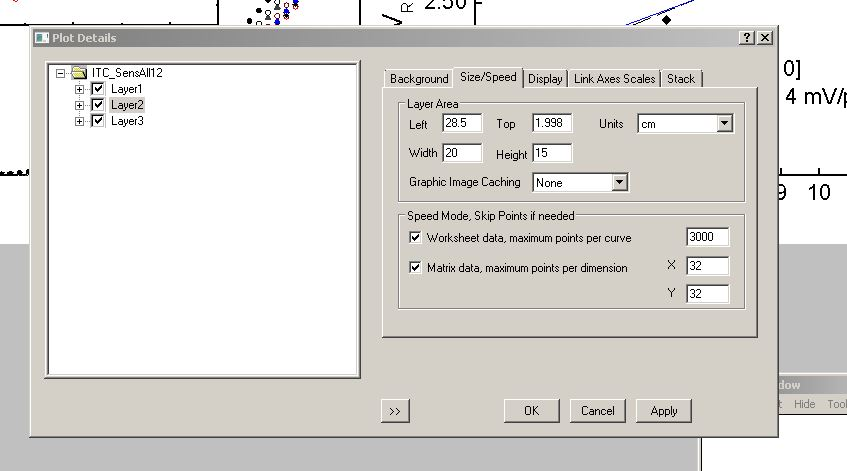 R 2.50
Plot Details
ITC_SensAll12
Layer1
Layer2
Layer3
Background Size/Speed Display Link Axes Scales Stack
Layer Area
Left 28.5 Top 1.998 Units cm
Width 20 Height 15
Graphic Image Caching None
Speed Mode, Skip Points if needed
Worksheet data, maximum points per curve 3000
Matrix data, maximum points per dimension X 32
Y 32
>> OK Cancel Apply
0]
4 mV/p
9 10
dow
t Hide Tool